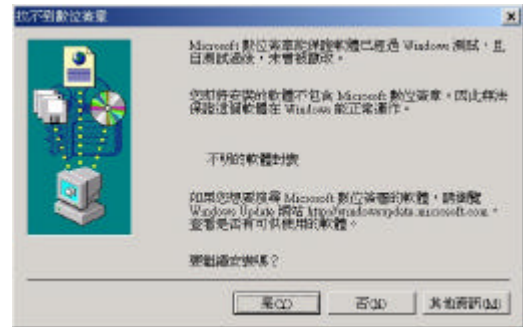 找不到數位簽章
Microsoft 數位簽章能保證軟體已經過 Windows 測試，且
自測試過後，未曾被竄改。
您即將安裝的軟體不包含 Microsoft 數位簽章。因此無法
保證這個軟體在 Windows 能正常運作。
不明的軟體封裝
如果您想要搜尋 Microsoft 數位簽署的軟體，請瀏覽
Windows Update 網站 http://windowsupdate.microsoft.com，
查看是否有可供使用的軟體。
要繼續安裝嗎？
是(Y) 否(N) 其他資訊(M)